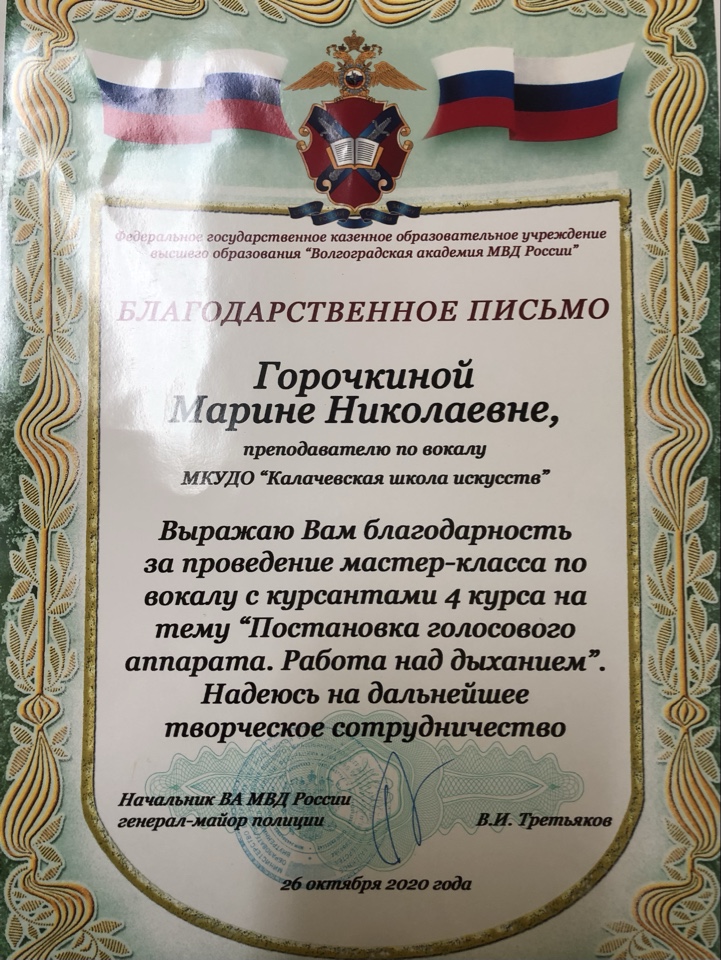 Федеральное государственное казенное образовательное учреждение
высшего образования “Волгоградская академия МВД России”
БЛАГОДАРСТВЕННОЕ ПИСЬМО
Горочкиной
Марине Николаевне,
преподавателю по вокалу
МКУДО “Калачевская школа искусств”
Выражаю Вам благодарность
за проведение мастер-класса по
вокалу с курсантами 4 курса на
тему “Постановка голосового
аппарата. Работа над дыханием”.
Надеюсь на дальнейшее
творческое сотрудничество
Начальник ВА МВД России
генерал-майор полиции
В.И. Третьяков
26 октября 2020 года